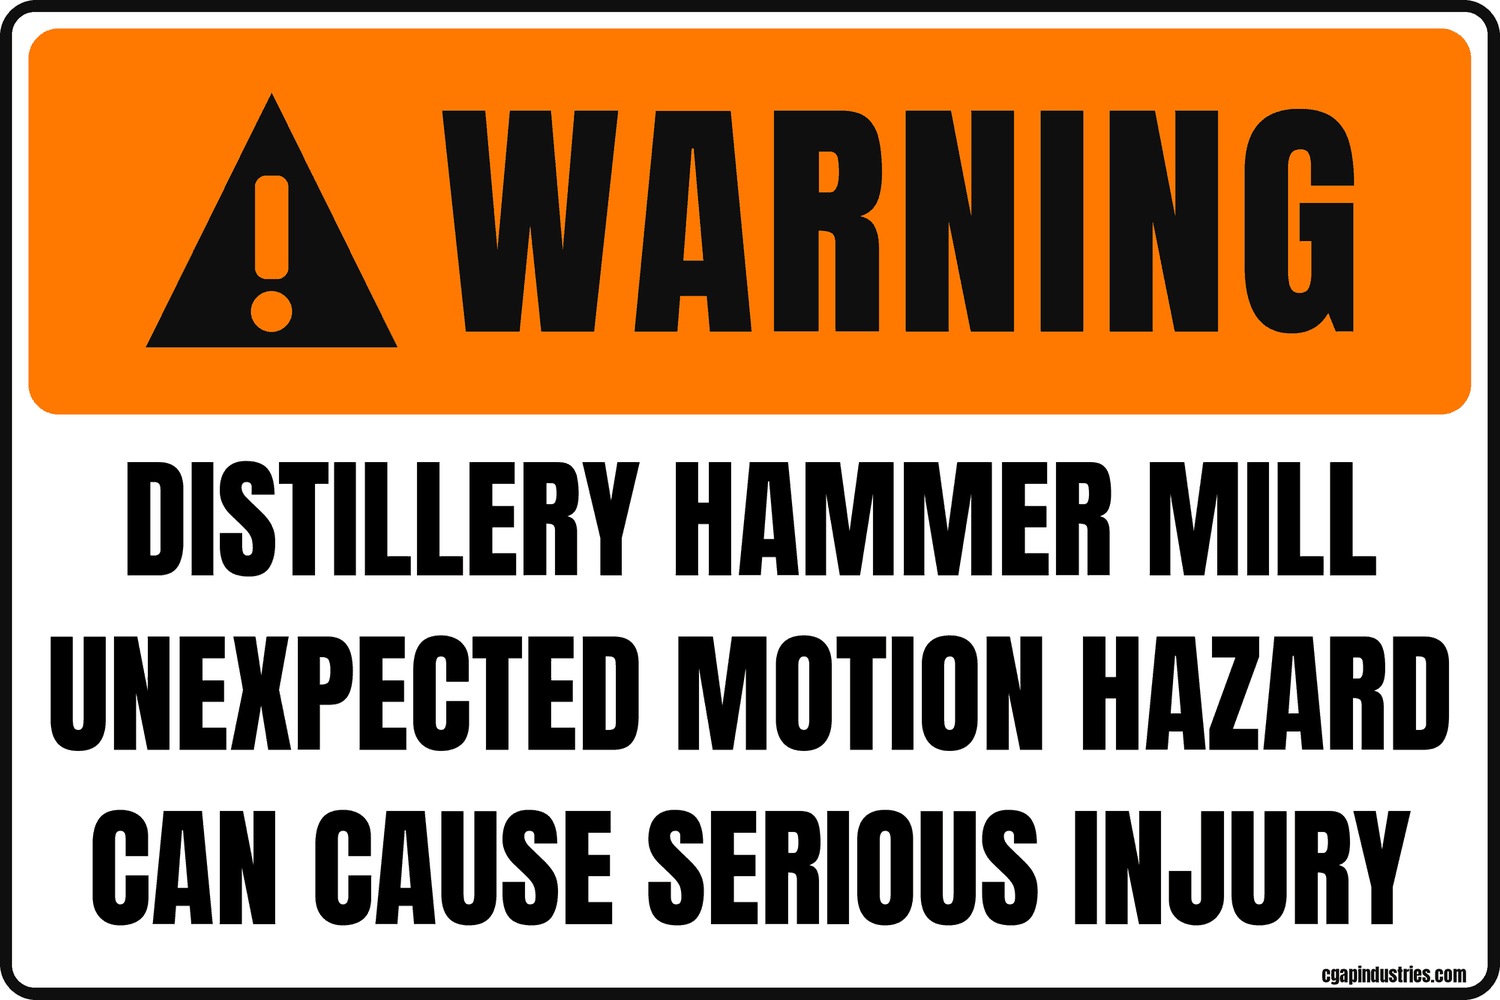 WARNING
DISTILLERY HAMMER MILL
UNEXPECTED MOTION HAZARD
CAN CAUSE SERIOUS INJURY
cgapindustries.com